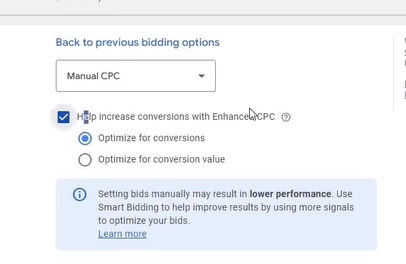 Back to previous bidding options
Manual CPC
Help increase conversions with Enhanced CPC
Optimize for conversions
Optimize for conversion value
Setting bids manually may result in lower performance. Use
Smart Bidding to help improve results by using more signals
to optimize your bids.
Learn more